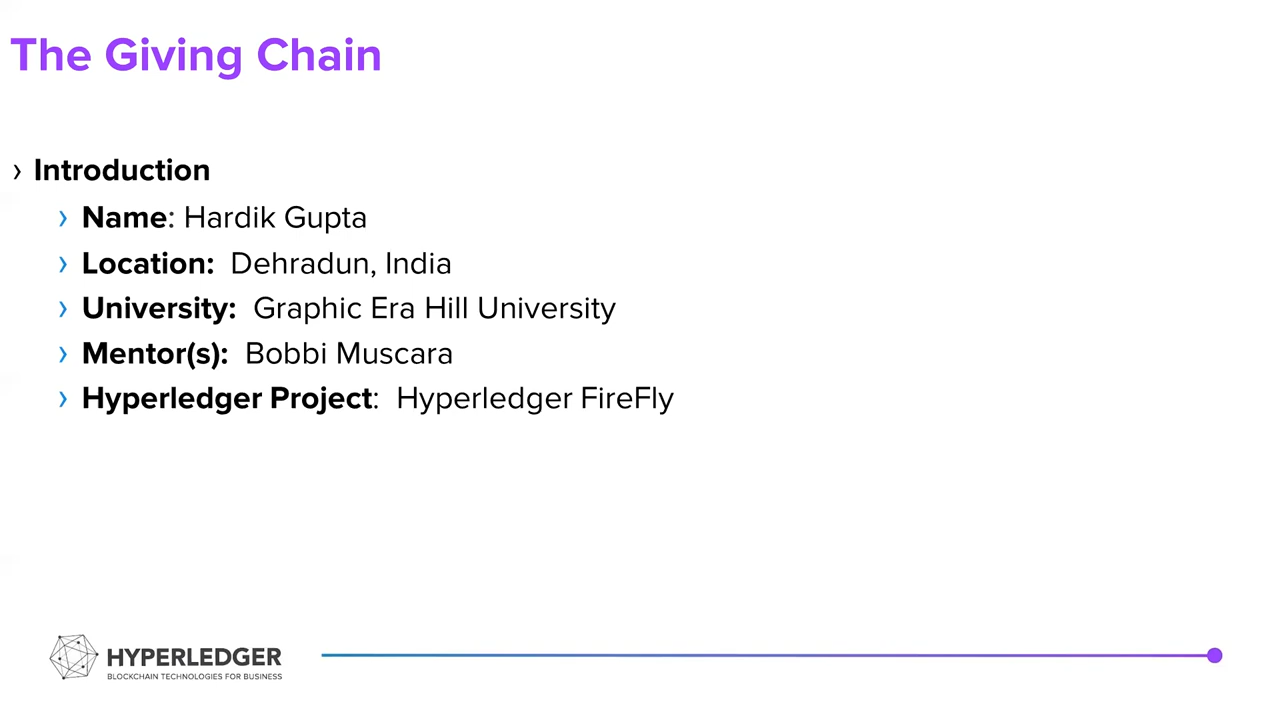 The Giving Chain
› Introduction
› Name: Hardik Gupta
› Location: Dehradun, India
› University: Graphic Era Hill University
› Mentor(s): Bobbi Muscara
› Hyperledger Project: Hyperledger FireFly
HYPERLEDGER
BLOCKCHAIN TECHNOLOGIES FOR BUSINESS